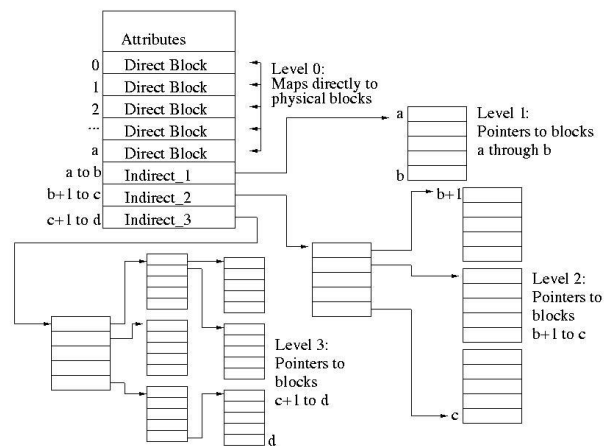 Attributes
0 Direct Block
1 Direct Block
2 Direct Block
... Direct Block
a Direct Block
a to b Indirect_1
b+1 to c Indirect_2
c+1 to d Indirect_3
Level 0:
Maps directly to
physical blocks
a
b
Level 1:
Pointers to blocks
a through b
b+1
c
Level 2:
Pointers to
blocks
b+1 to c
Level 3:
Pointers to
blocks
c+1 to d
d